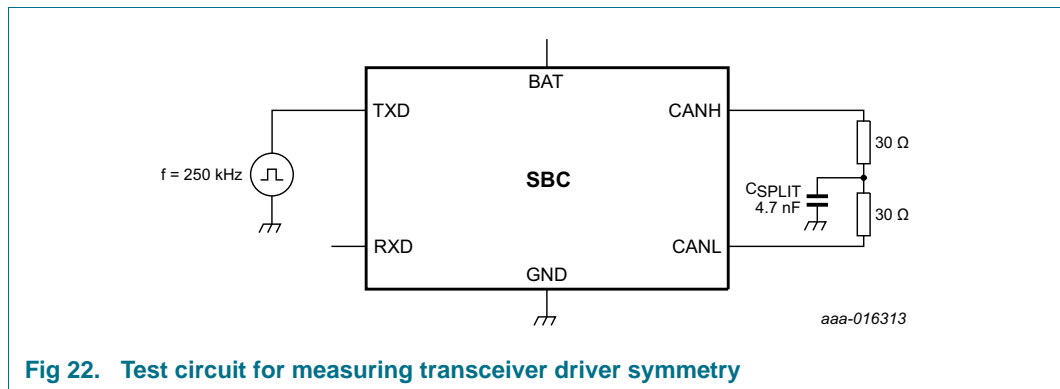 BAT
TXD
CANH
30 Ω
f = 250 kHz
SBC
CSPLIT
4.7 nF
30 Ω
RXD
CANL
GND
aaa-016313
Fig 22. Test circuit for measuring transceiver driver symmetry